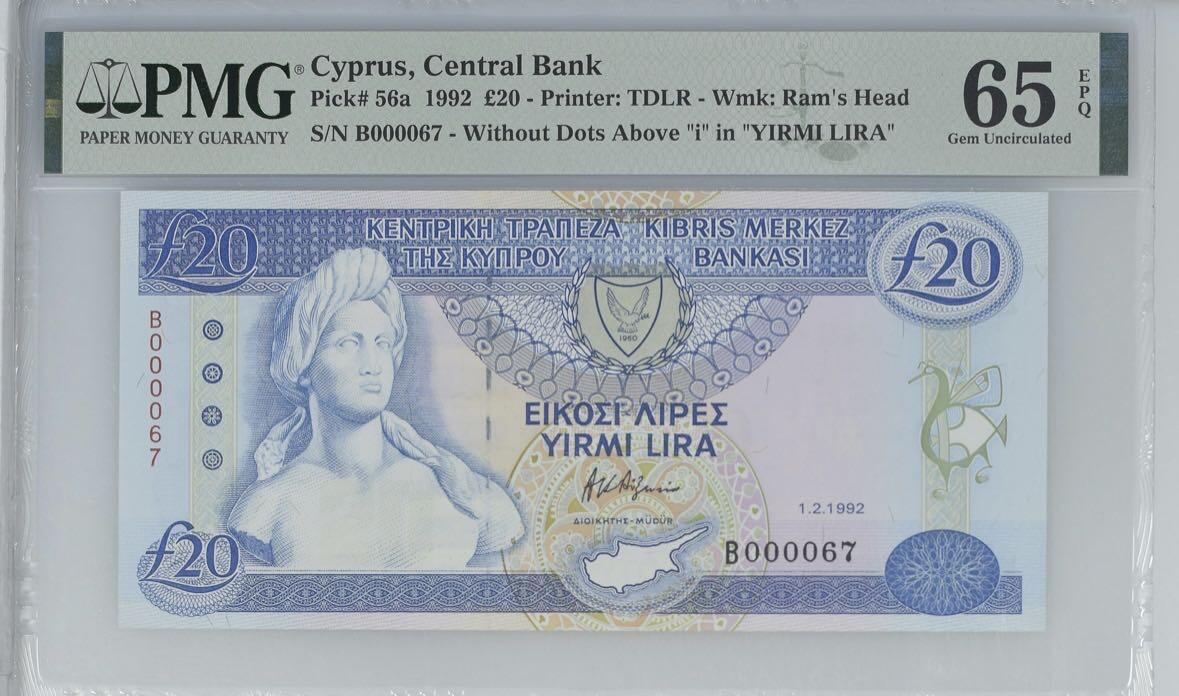 PMG®
PAPER MONEY GUARANTY
Cyprus, Central Bank
Pick# 56a 1992 £20 - Printer: TDLR - Wmk: Ram's Head
S/N B000067 - Without Dots Above "i" in "YIRMI LIRA"
65 EPQ
Gem Uncirculated
£20
ΚΕΝΤΡΙΚΗ ΤΡΑΠΕΖΑ KIBRIS MERKEZ
ΤΗΣ ΚΥΠΡΟΥ BANKASI
£20
B000067
1960
ΕΙΚΟΣΙ ΛΙΡΕΣ
YIRMI LIRA
ΔΙΟΙΚΗΤΗΣ - MÜDÜR
1.2.1992
£20
B000067